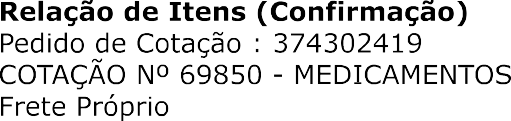 Relação de Itens (Confirmação)
Pedido de Cotação : 374302419
COTAÇÃO Nº 69850 - MEDICAMENTOS
Frete Próprio